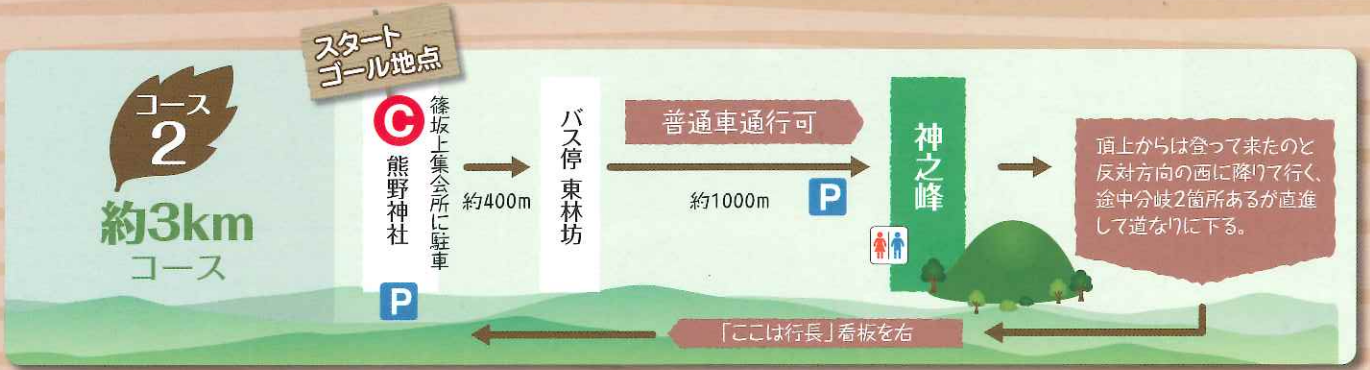 スタート
ゴール地点
コース
2
約3km
コース
C 熊野神社
篠坂上集会所に駐車
P
約400m
バス停 東林坊
普通車通行可
約1000m
P
神之峰
頂上からは登って来たのと
反対方向の西に降りて行く、
途中分岐2箇所あるが直進
して道なりに下る。
「ここは行長」看板を右